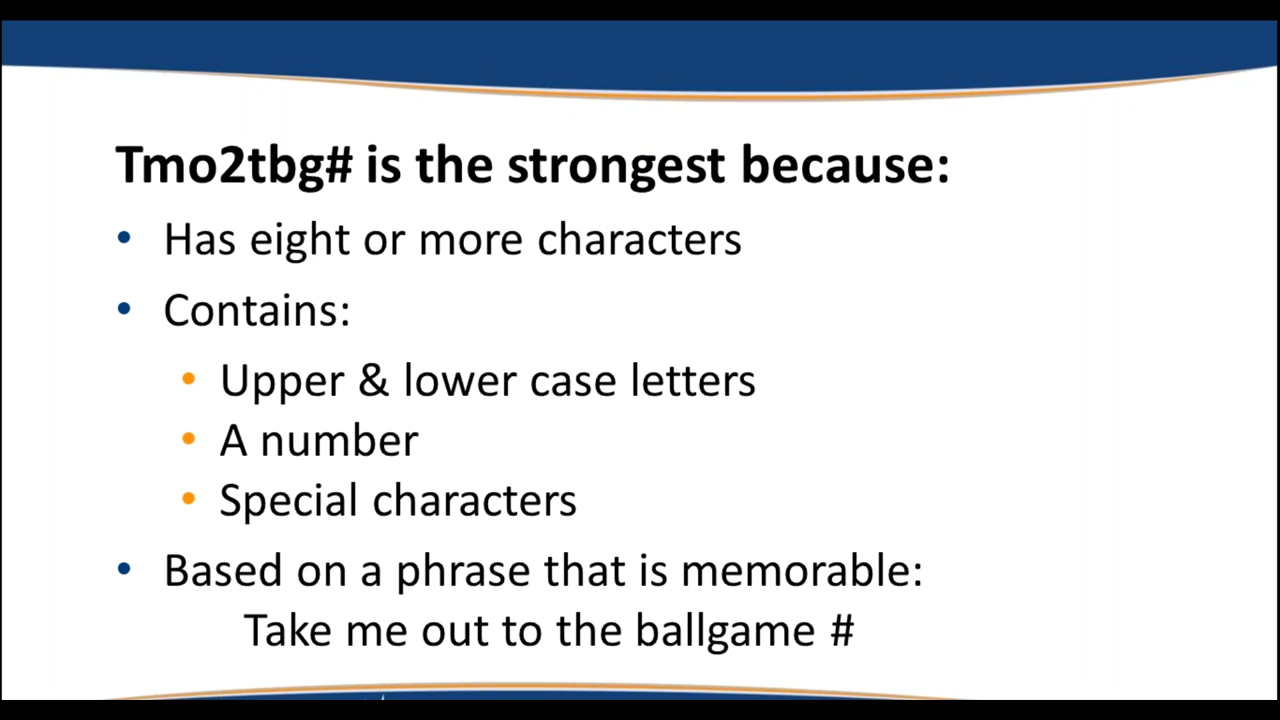 Tmo2tbg# is the strongest because:
• Has eight or more characters
• Contains:
• Upper & lower case letters
• A number
• Special characters
• Based on a phrase that is memorable:
Take me out to the ballgame #